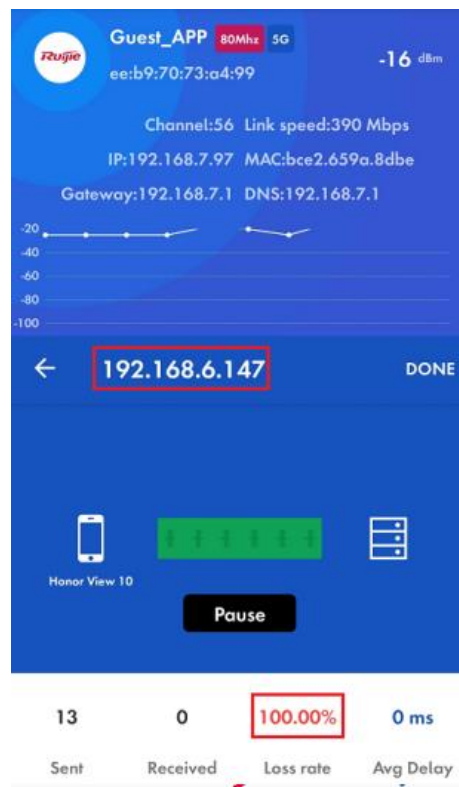 Ruijie
Guest_APP 80Mhz 5G
ee:b9:70:73:a4:99
-16 dBm
Channel:56 Link speed:390 Mbps
IP:192.168.7.97 MAC:bce2.659a.8dbe
Gateway:192.168.7.1 DNS:192.168.7.1
-20
-40
-60
-80
-100
192.168.6.147 DONE
Honor View 10
Pause
13 0 100.00% 0 ms
Sent Received Loss rate Avg Delay